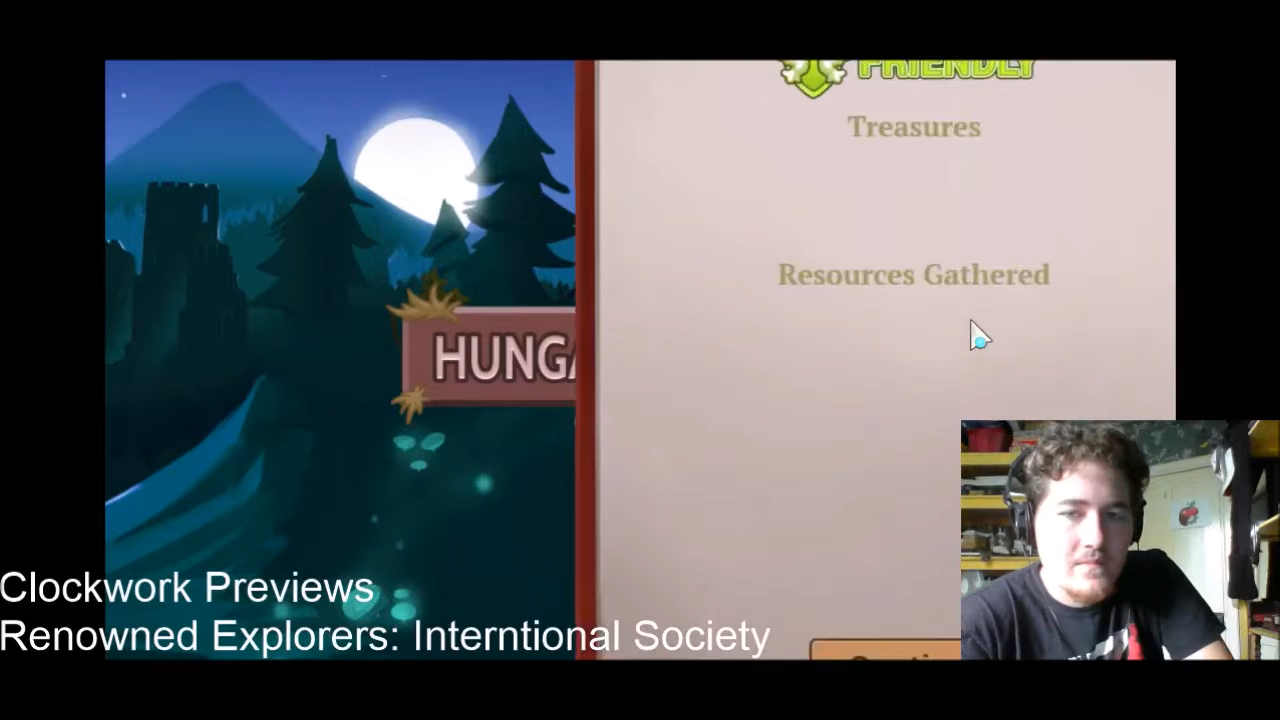 FRIENDLY
Treasures
Resources Gathered
HUNGA
Clockwork Previews
Renowned Explorers: Interntional Society